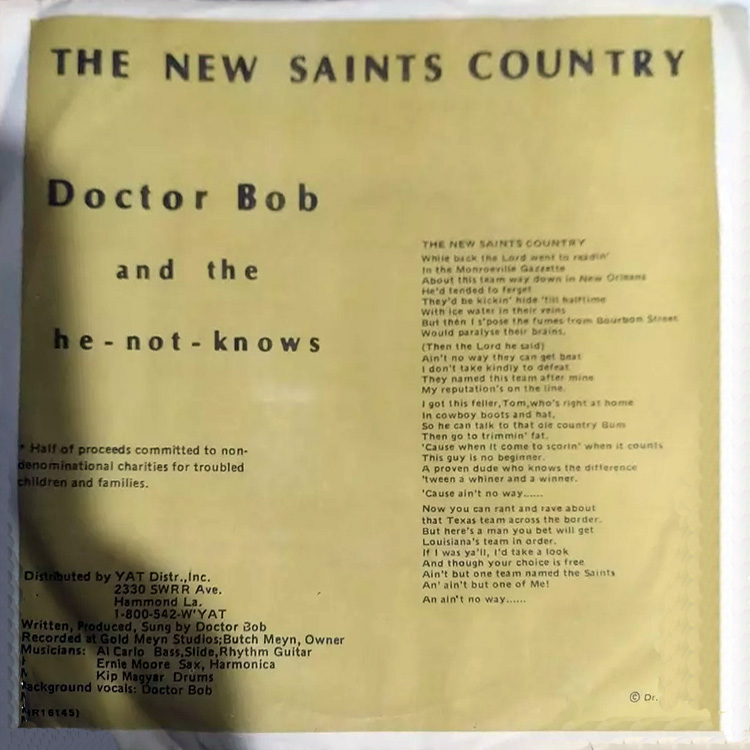 THE NEW SAINTS COUNTRY
Doctor Bob
and the
he-not-knows
* Half of proceeds committed to non-
denominational charities for troubled
children and families.
Distributed by YAT Distr.,Inc.
2330 SWRR Ave.
Hammond La.
1-800-542-W'YAT
Written, Produced, Sung by Doctor Bob
Recorded at Gold Meyn Studios;Butch Meyn, Owner
Musicians: Al Carlo Bass,Slide,Rhythm Guitar
Ernie Moore Sax, Harmonica
Kip Magyar Drums
ackground vocals: Doctor Bob
R16145)
THE NEW SAINTS COUNTRY
While back the Lord went to readin'
In the Monroeville Gazzette
About this team way down in New Orleans
He'd tended to forget
They'd be kickin' hide 'till halftime
With ice water in their veins
But then I s'pose the fumes from Bourbon Street
Would paralyse their brains.
(Then the Lord he said)
Ain't no way they can get beat
I don't take kindly to defeat
They named this team after mine
My reputation's on the line.
I got this feller,Tom,who's right at home
In cowboy boots and hat,
So he can talk to that ole country Bum
Then go to trimmin' fat.
'Cause when it come to scorin' when it counts
This guy is no beginner.
A proven dude who knows the difference
'tween a whiner and a winner.
'Cause ain't no way......
Now you can rant and rave about
that Texas team across the border.
But here's a man you bet will get
Louisiana's team in order.
If I was ya'll, I'd take a look
And though your choice is free
Ain't but one team named the Saints
An' ain't but one of Me!
An ain't no way......
© Dr.